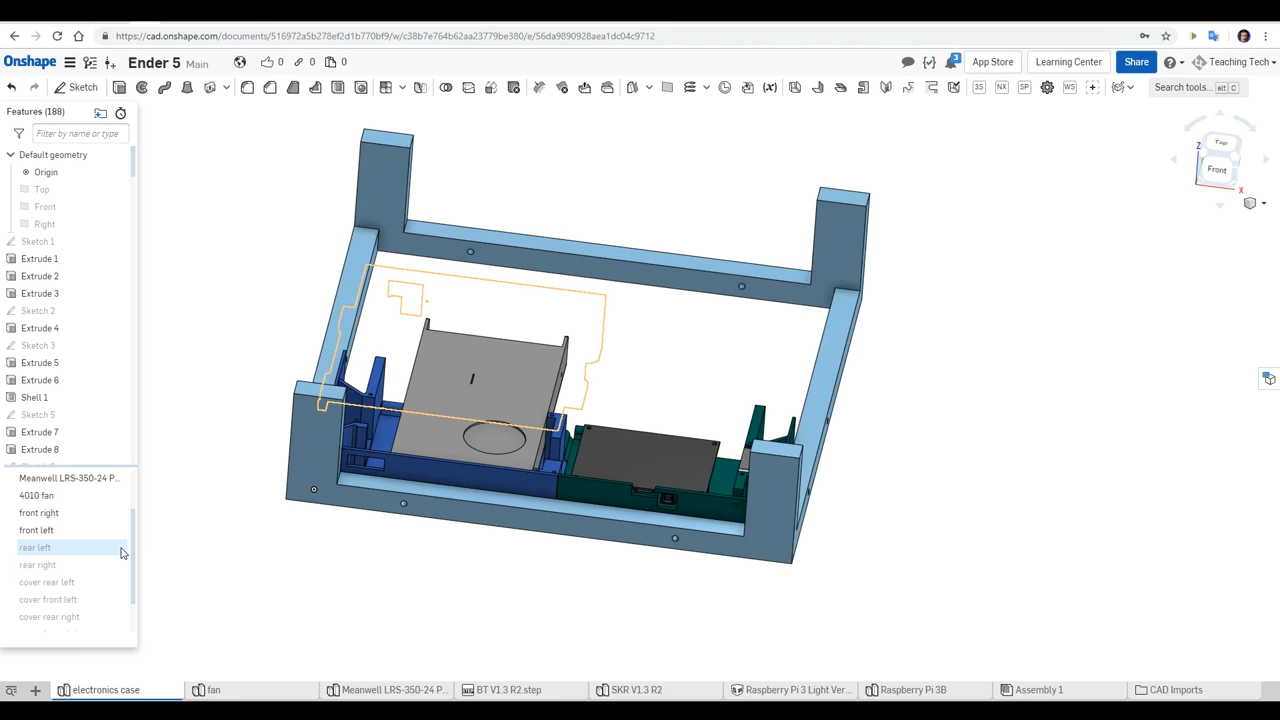 https://cad.onshape.com/documents/516972a5b278ef2d1b770bf9/w/c38b7e764b62aa23779be380/e/56da9890928aea1dc04c9712
Onshape Ender 5 Main 0 0 0 3 App Store Learning Center Share Teaching Tech
Sketch 3S NX SP WS Search tools... alt C
Features (188)
Filter by name or type
Default geometry
Origin
Top
Front
Right
Sketch 1
Extrude 1
Extrude 2
Extrude 3
Sketch 2
Extrude 4
Sketch 3
Extrude 5
Extrude 6
Shell 1
Sketch 5
Extrude 7
Extrude 8
Meanwell LRS-350-24 P...
4010 fan
front right
front left
rear left
rear right
cover rear left
cover front left
cover rear right
Top
Front
Z
X
electronics case fan Meanwell LRS-350-24 P... BT V1.3 R2.step SKR V1.3 R2 Raspberry Pi 3 Light Ver... Raspberry Pi 3B Assembly 1 CAD Imports